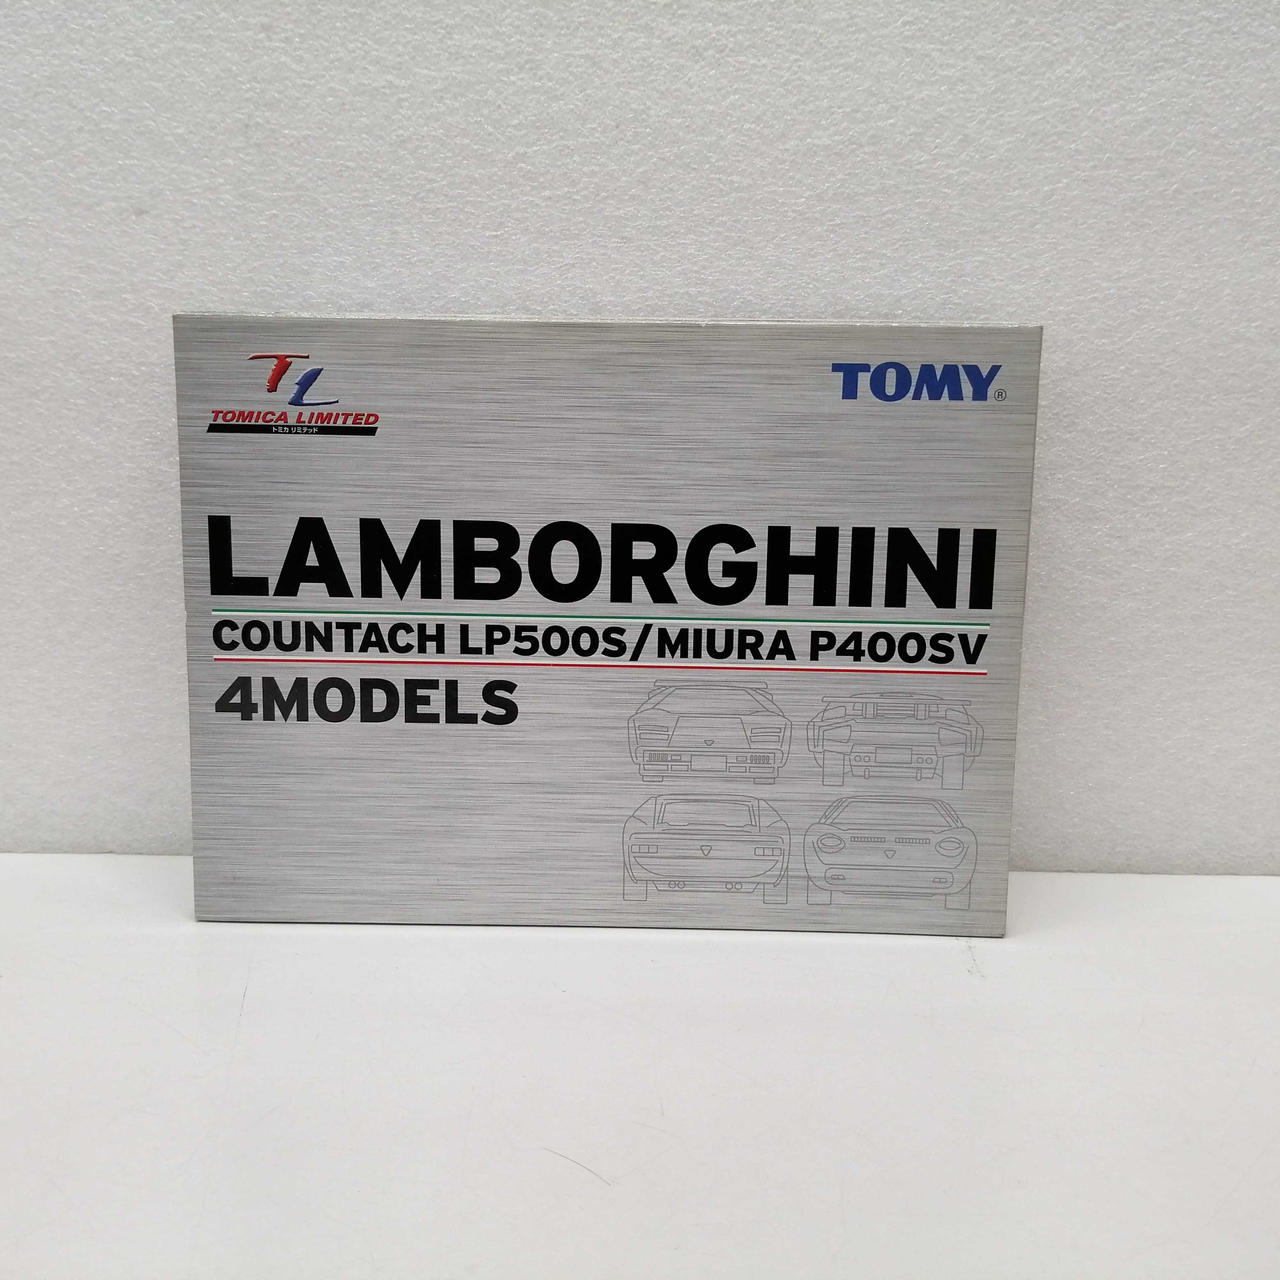 TL
TOMICA LIMITED
トミカ リミテッド
TOMY®
LAMBORGHINI
COUNTACH LP500S/MIURA P400SV
4MODELS